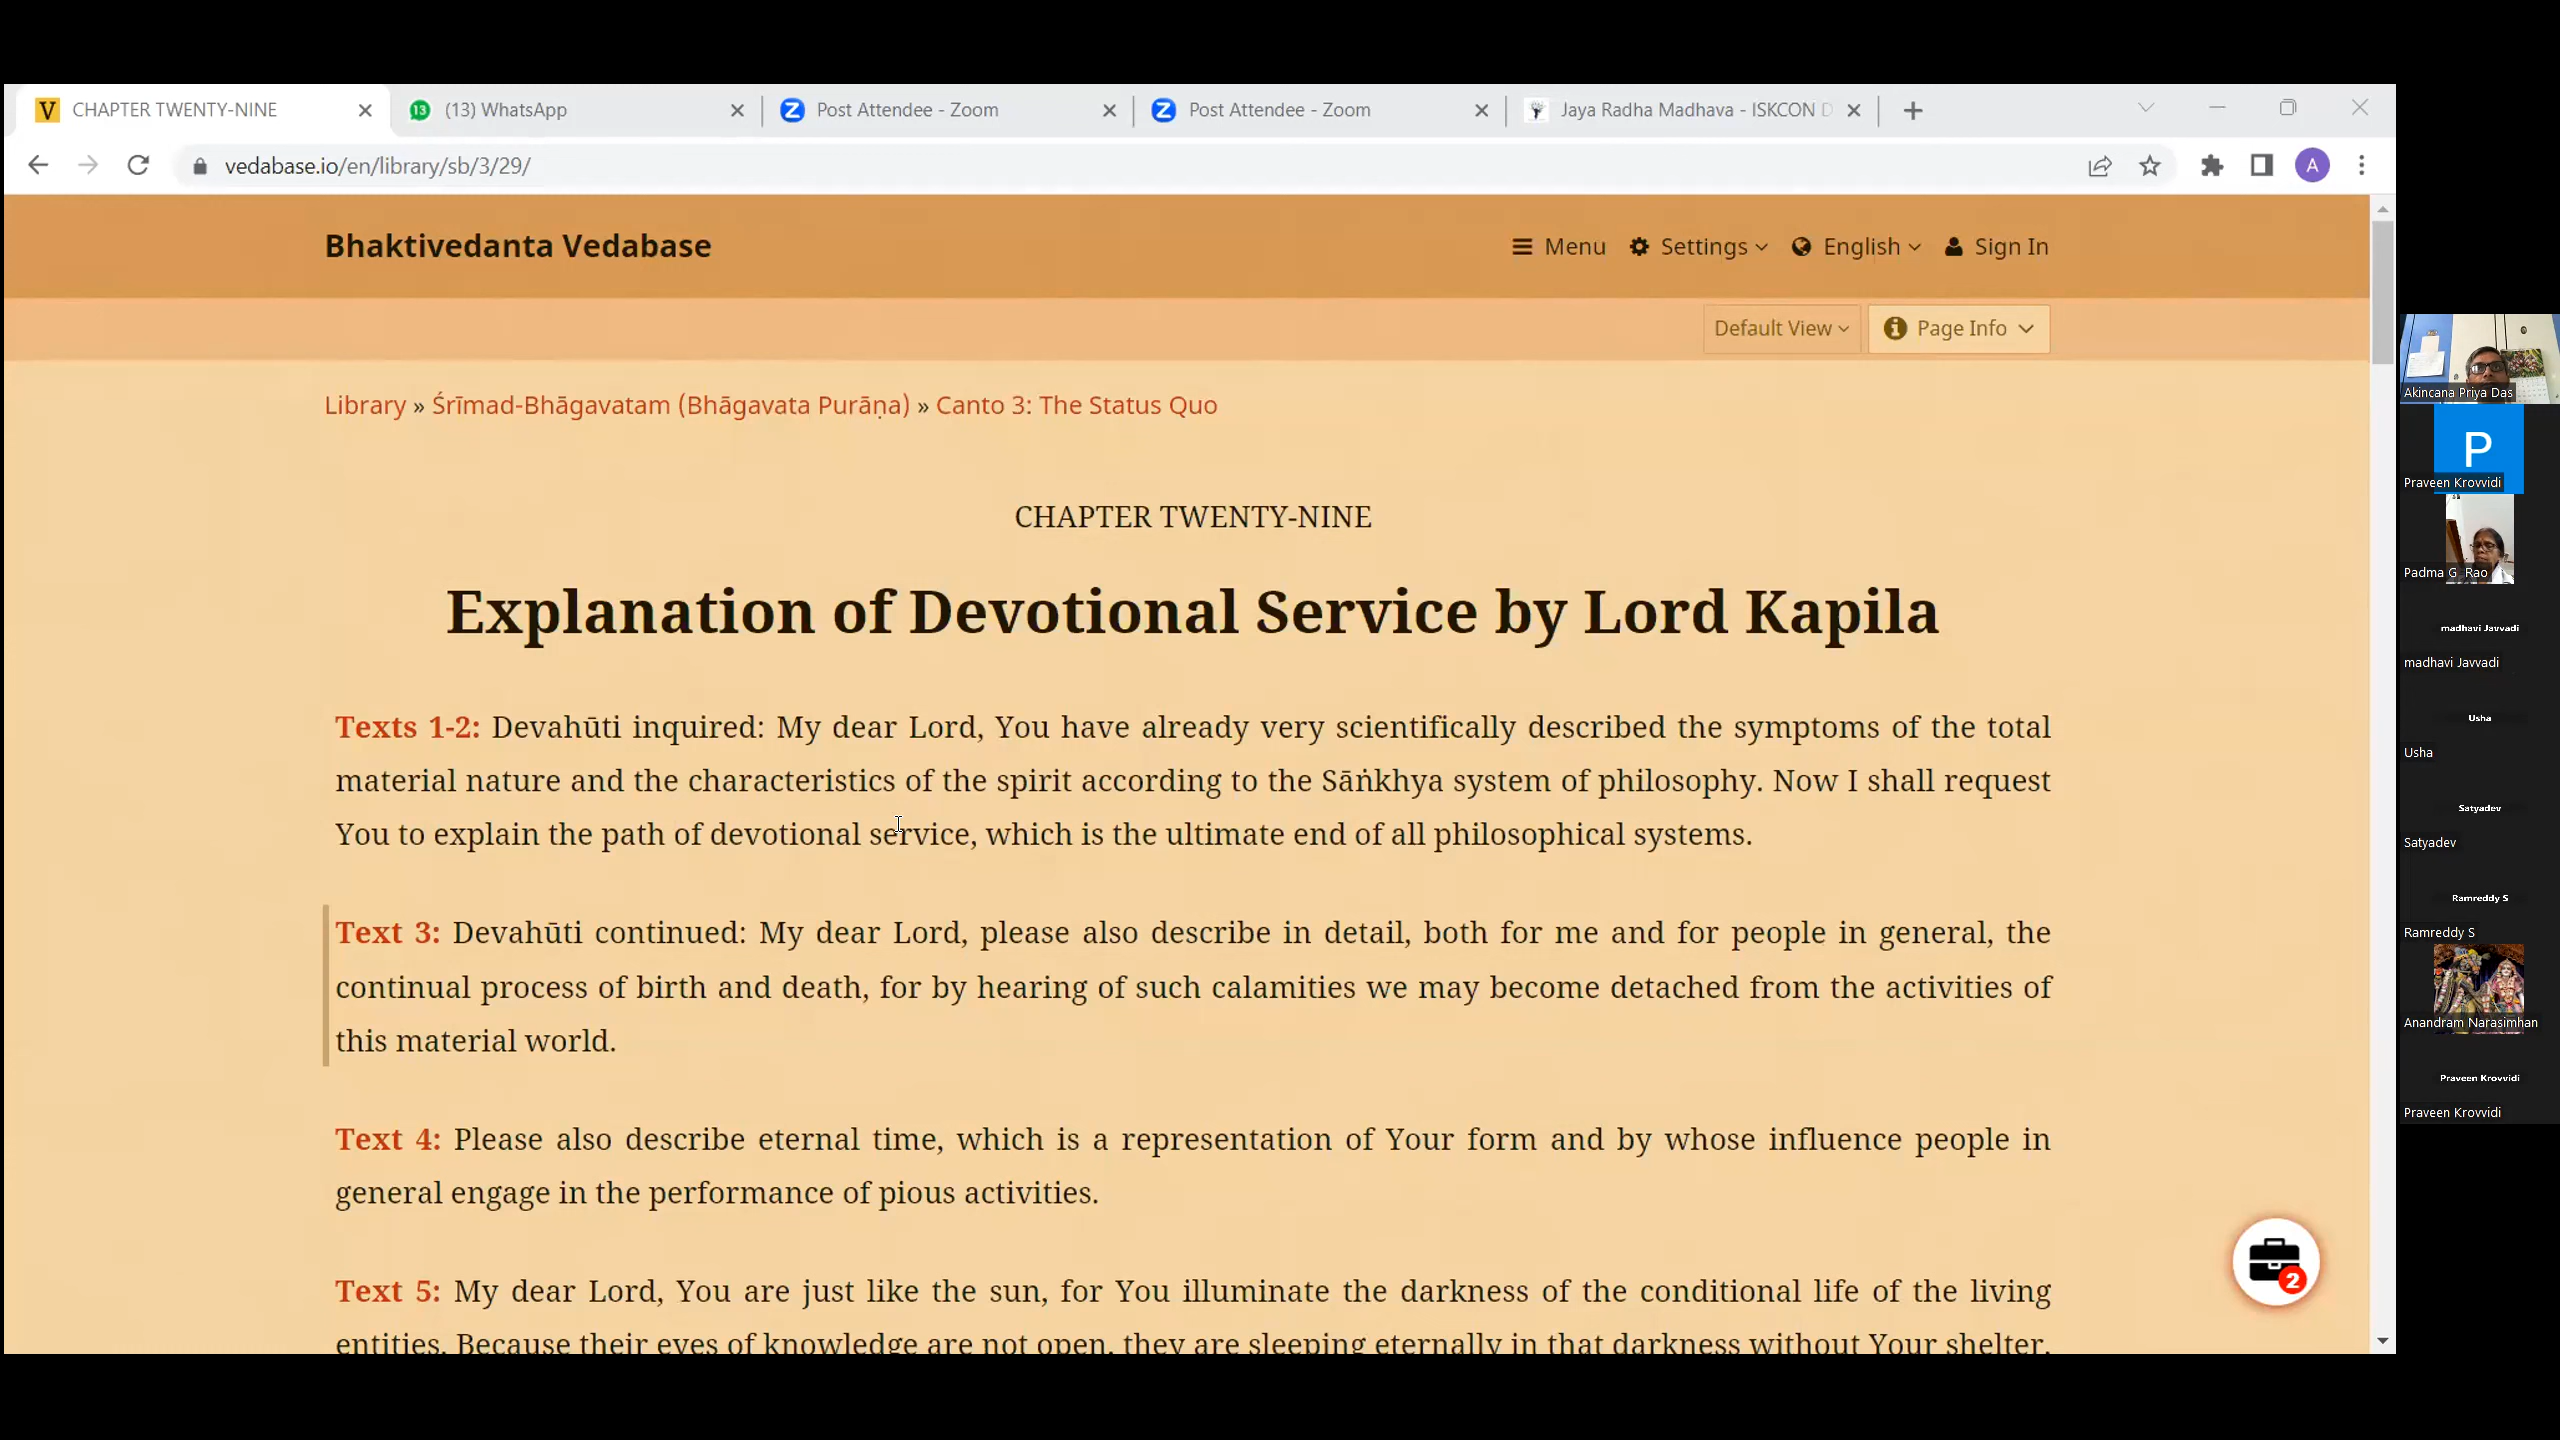 CHAPTER TWENTY-NINE
(13) WhatsApp
Post Attendee - Zoom
Post Attendee - Zoom
Jaya Radha Madhava - ISKCON D
vedabase.io/en/library/sb/3/29/
A
Bhaktivedanta Vedabase
Menu
Settings
English
Sign In
Default View
Page Info
Library » Śrīmad-Bhāgavatam (Bhāgavata Purāṇa) » Canto 3: The Status Quo
CHAPTER TWENTY-NINE
Explanation of Devotional Service by Lord Kapila
Texts 1-2: Devahūti inquired: My dear Lord, You have already very scientifically described the symptoms of the total
material nature and the characteristics of the spirit according to the Sāṅkhya system of philosophy. Now I shall request
You to explain the path of devotional service, which is the ultimate end of all philosophical systems.
Text 3: Devahūti continued: My dear Lord, please also describe in detail, both for me and for people in general, the
continual process of birth and death, for by hearing of such calamities we may become detached from the activities of
this material world.
Text 4: Please also describe eternal time, which is a representation of Your form and by whose influence people in
general engage in the performance of pious activities.
Text 5: My dear Lord, You are just like the sun, for You illuminate the darkness of the conditional life of the living
entities. Because their eyes of knowledge are not open, they are sleeping eternally in that darkness without Your shelter,
2
Akincana Priya Das
P
Praveen Krovvidi
Padma G Rao
madhavi Javvadi
madhavi Javvadi
Usha
Usha
Satyadev
Satyadev
Ramreddy S
Ramreddy S
Anandram Narasimhan
Praveen Krovvidi
Praveen Krovvidi